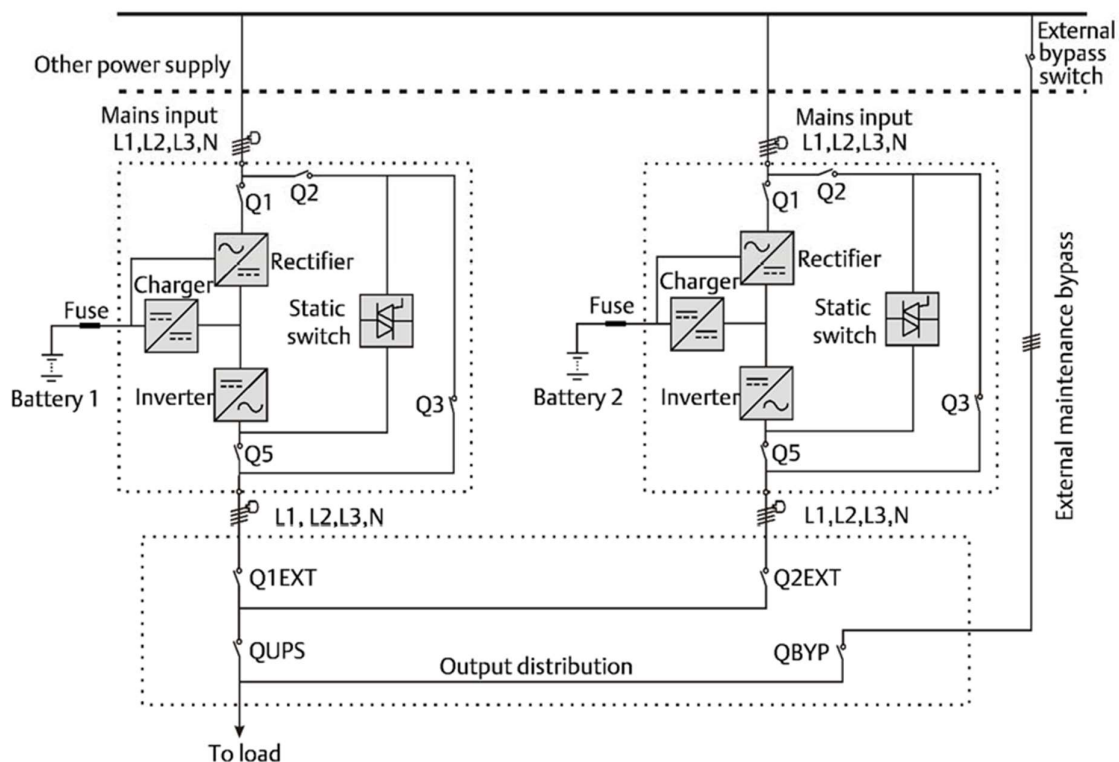 External
bypass
switch
Other power supply
Mains input
L1,L2,L3,N
Mains input
L1,L2,L3,N
Q1
Q2
Q1
Q2
Rectifier
Rectifier
Charger
Charger
Fuse
Static
switch
Fuse
Static
switch
Battery 1
Inverter
Q3
Battery 2
Inverter
Q3
External maintenance bypass
Q5
Q5
L1, L2,L3,N
L1,L2,L3,N
Q1EXT
Q2EXT
QUPS
Output distribution
QBYP
To load